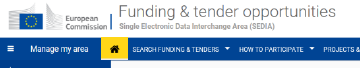 European
Commission
Funding & tender opportunities
Single Electronic Data Interchange Area (SEDIA)
Manage my area
SEARCH FUNDING & TENDERS
HOW TO PARTICIPATE
PROJECTS &